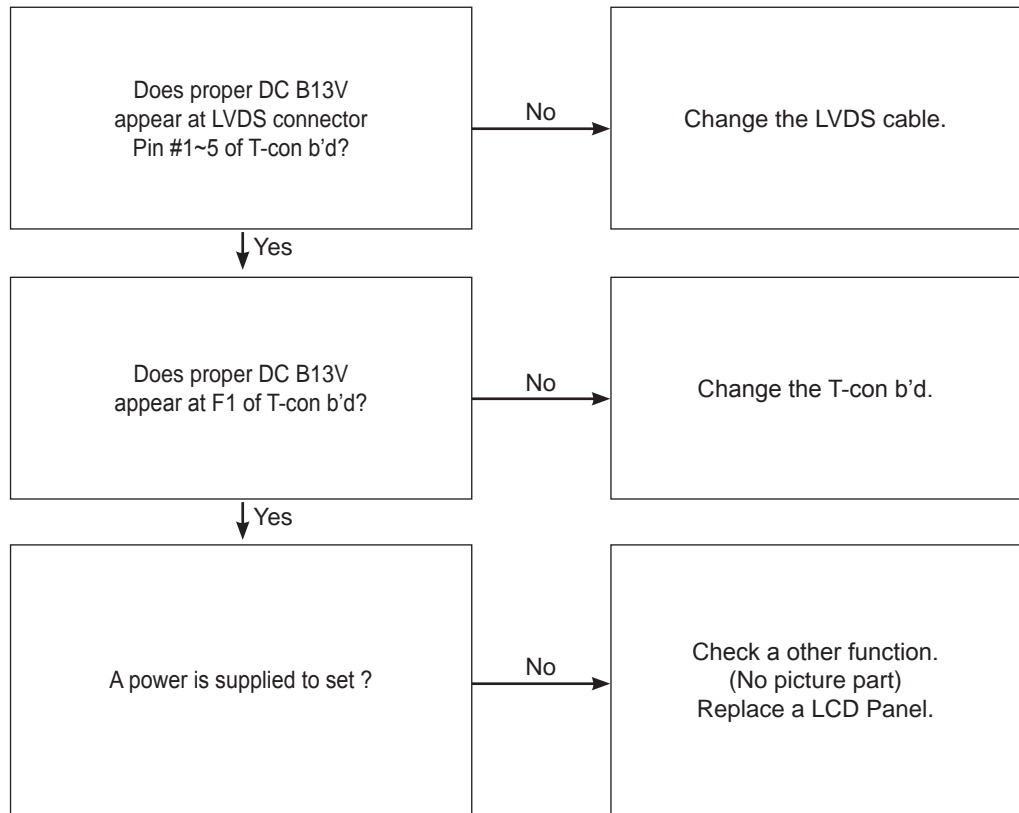 Does proper DC B13V
appear at LVDS connector
Pin #1~5 of T-con b’d?
No
Change the LVDS cable.
Yes
Does proper DC B13V
appear at F1 of T-con b’d?
No
Change the T-con b’d.
Yes
A power is supplied to set ?
No
Check a other function.
(No picture part)
Replace a LCD Panel.